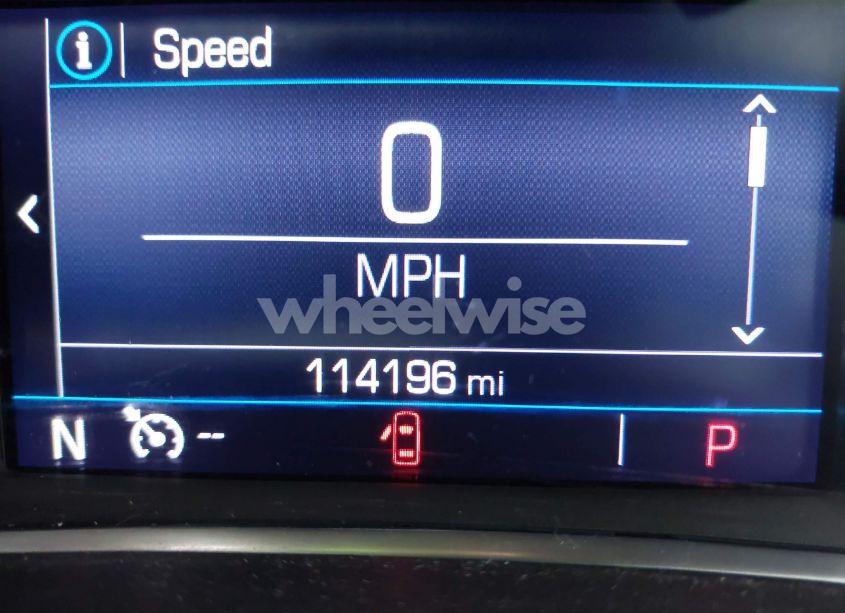 i Speed
0
MPH
wheelwise
114196 mi
N -- P